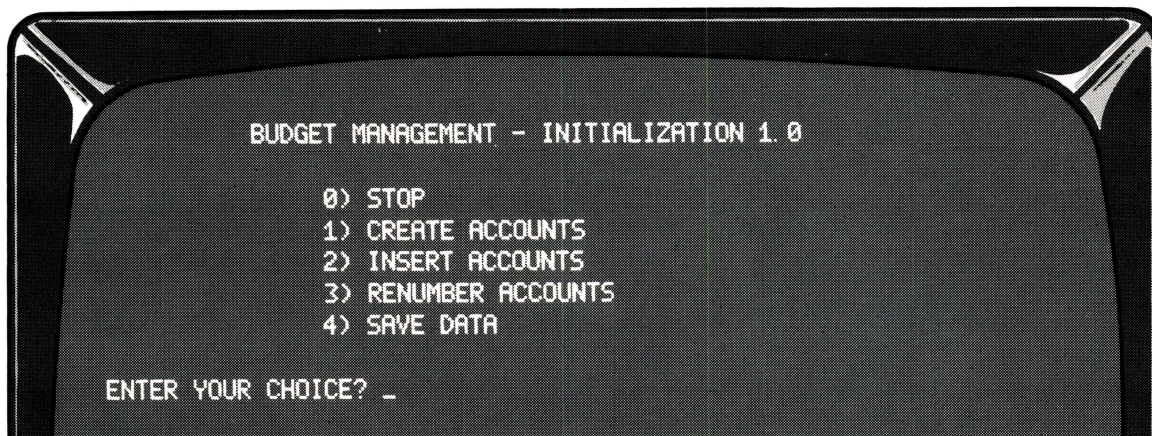 BUDGET MANAGEMENT - INITIALIZATION 1.0
0) STOP
1) CREATE ACCOUNTS
2) INSERT ACCOUNTS
3) RENUMBER ACCOUNTS
4) SAVE DATA
ENTER YOUR CHOICE? _